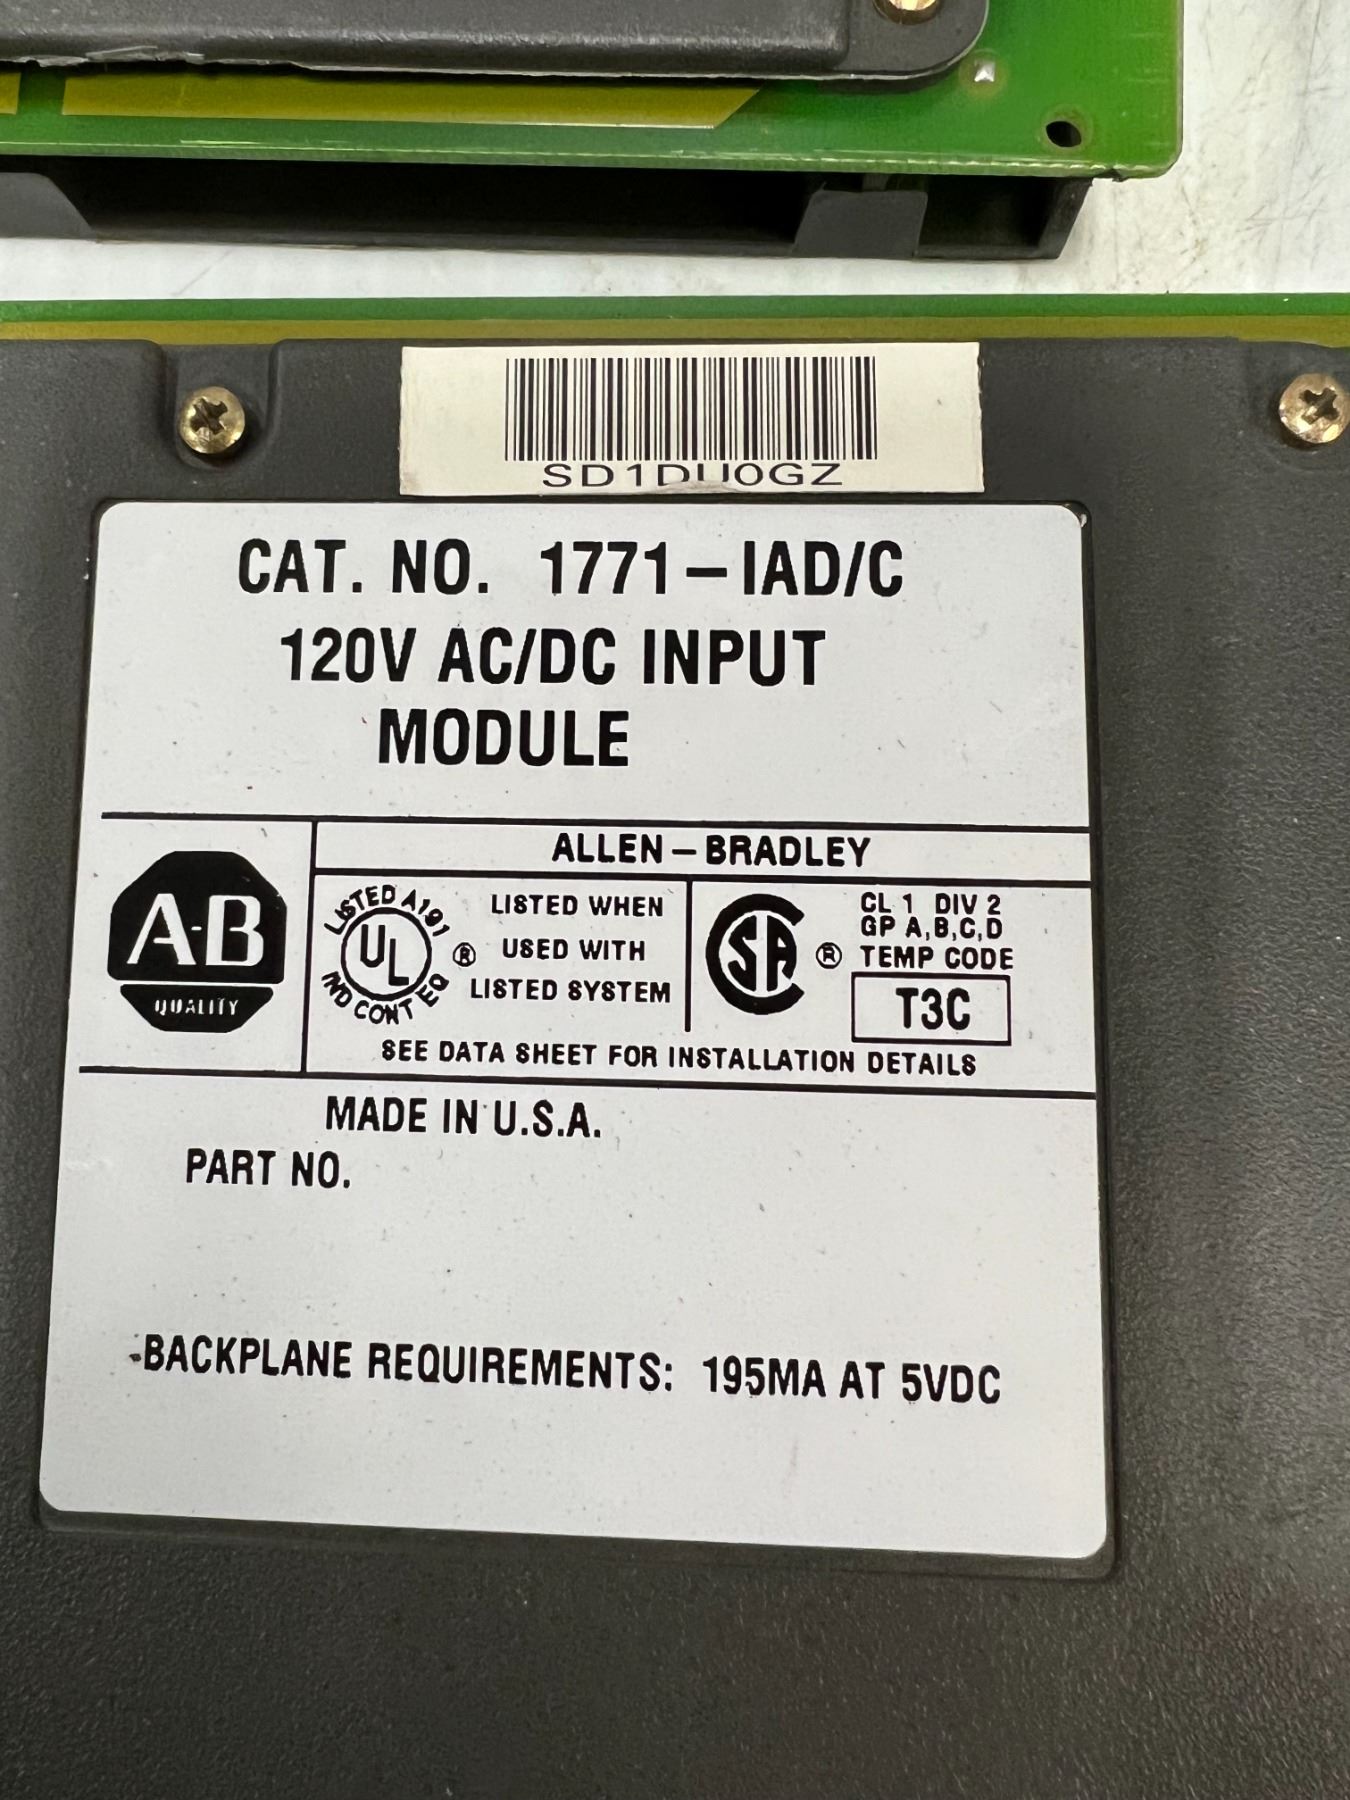 SD1DU0GZ
CAT. NO. 1771-IAD/C
120V AC/DC INPUT
MODULE
ALLEN-BRADLEY
A-B
QUALITY
LISTED A191
UL
®
IND CONT EQ
LISTED WHEN
USED WITH
LISTED SYSTEM
SA
®
CL 1 DIV 2
GP A,B,C,D
TEMP CODE
T3C
SEE DATA SHEET FOR INSTALLATION DETAILS
MADE IN U.S.A.
PART NO.
BACKPLANE REQUIREMENTS: 195MA AT 5VDC